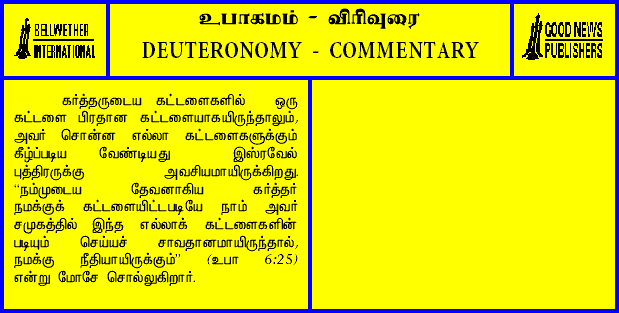 BELLWETHER
INTERNATIONAL
உபாகமம் - விரிவுரை
DEUTERONOMY - COMMENTARY
GOOD NEWS
PUBLISHERS
கர்த்தருடைய கட்டளைகளில் ஒரு
கட்டளை பிரதான கட்டளையாகயிருந்தாலும்,
அவர் சொன்ன எல்லா கட்டளைகளுக்கும்
கீழ்ப்படிய வேண்டியது இஸ்ரவேல்
புத்திரருக்கு அவசியமாயிருக்கிறது.
“நம்முடைய தேவனாகிய கர்த்தர்
நமக்குக் கட்டளையிட்டபடியே நாம் அவர்
சமுகத்தில் இந்த எல்லாக் கட்டளைகளின்
படியும் செய்யச் சாவதானமாயிருந்தால்,
நமக்கு நீதியாயிருக்கும்” (உபா 6:25)
என்று மோசே சொல்லுகிறார்.